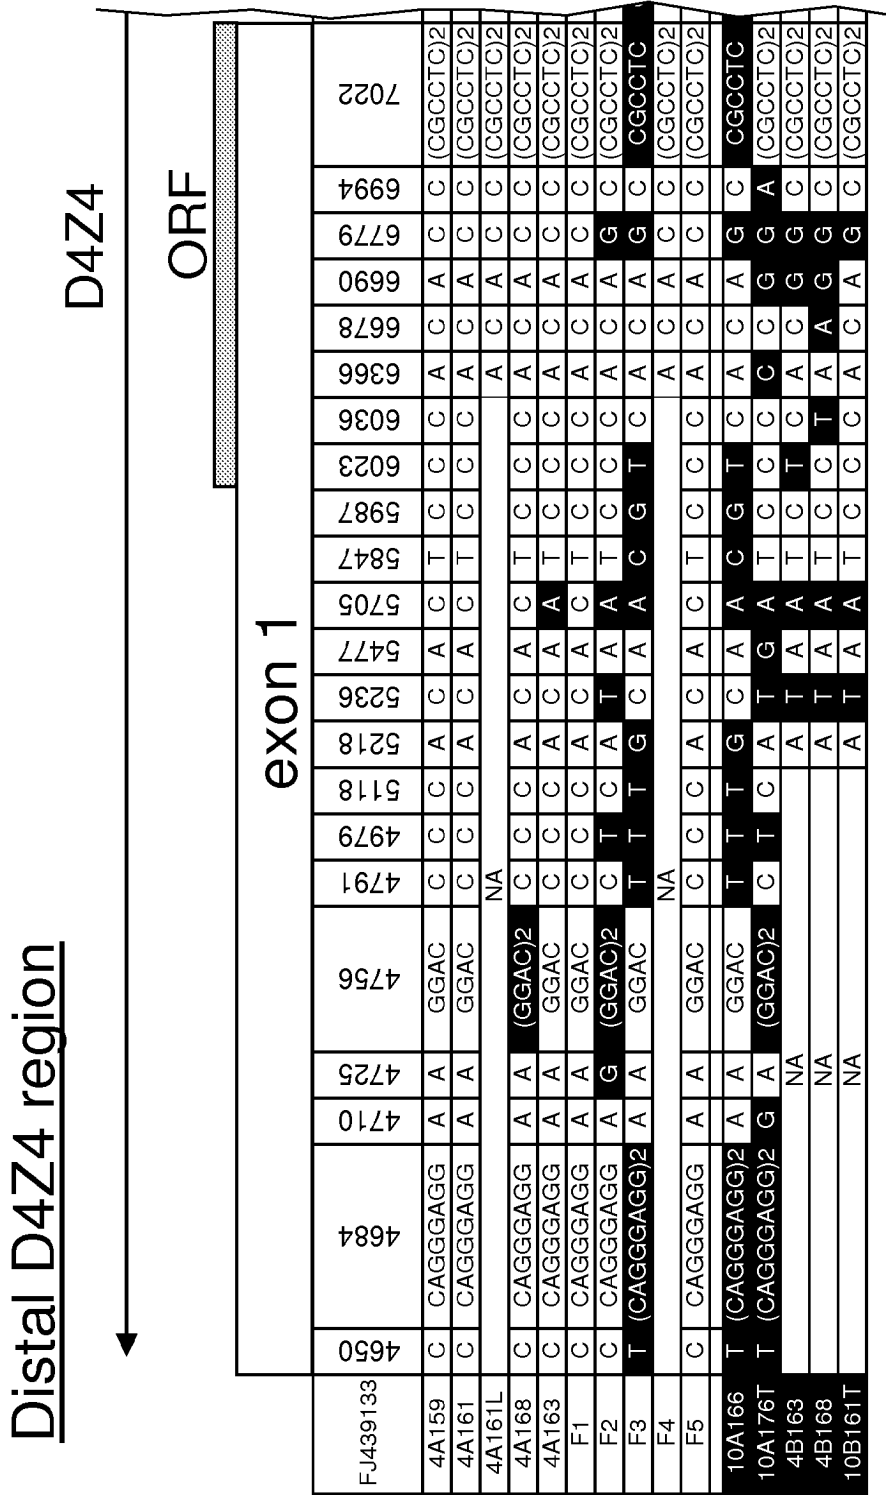 Distal D4Z4 region
D4Z4
ORF
exon 1
FJ439133 4650 4684 4710 4725 4756 4791 4979 5118 5218 5236 5477 5705 5847 5987 6023 6036 6366 6678 6690 6779 6994 7022
4A159 C CAGGGAGG A A GGAC C C C A C A C T C C C A C A C C (CGCCTC)2
4A161 C CAGGGAGG A A GGAC C C C A C A C T C C C A C A C C (CGCCTC)2
4A161L NA A C A C C (CGCCTC)2
4A168 C CAGGGAGG A A (GGAC)2 C C C A C A C T C C C A C A C C (CGCCTC)2
4A163 C CAGGGAGG A A GGAC C C C A C A A T C C C A C A C C (CGCCTC)2
F1 C CAGGGAGG A A GGAC C C C A C A C T C C C A C A C C (CGCCTC)2
F2 C CAGGGAGG A G (GGAC)2 C T C A T A A T C C C A C A G C (CGCCTC)2
F3 T (CAGGGAGG)2 A A GGAC T T T G C A A C G T C A C A G C CGCCTC
F4 NA A C A C C (CGCCTC)2
F5 C CAGGGAGG A A GGAC C C C A C A C T C C C A C A C C (CGCCTC)2
10A166 T (CAGGGAGG)2 A A GGAC T T T G C A A C G T C A C A G C CGCCTC
10A176T T (CAGGGAGG)2 G A (GGAC)2 C T C A T G A T C C C C C G G A (CGCCTC)2
4B163 NA A T A A T C T C A C G G C (CGCCTC)2
4B168 NA A T A A T C C T A A G G C (CGCCTC)2
10B161T NA A T A A T C C C A C A G C (CGCCTC)2